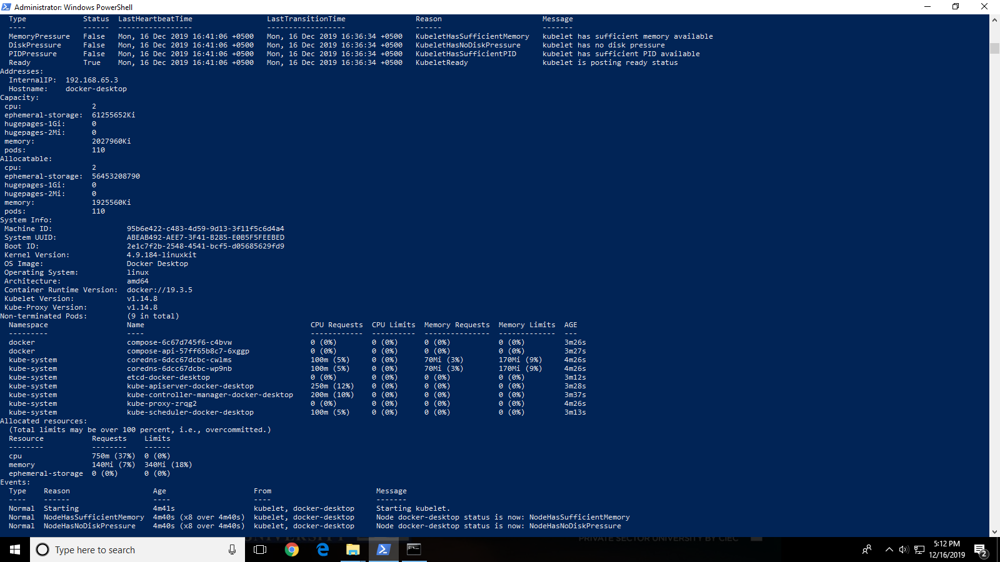 Administrator: Windows PowerShell
Type Status LastHeartbeatTime LastTransitionTime Reason Message
---- ------ ----------------- ------------------ ------ -------
MemoryPressure False Mon, 16 Dec 2019 16:41:06 +0500 Mon, 16 Dec 2019 16:36:34 +0500 KubeletHasSufficientMemory kubelet has sufficient memory available
DiskPressure False Mon, 16 Dec 2019 16:41:06 +0500 Mon, 16 Dec 2019 16:36:34 +0500 KubeletHasNoDiskPressure kubelet has no disk pressure
PIDPressure False Mon, 16 Dec 2019 16:41:06 +0500 Mon, 16 Dec 2019 16:36:34 +0500 KubeletHasSufficientPID kubelet has sufficient PID available
Ready True Mon, 16 Dec 2019 16:41:06 +0500 Mon, 16 Dec 2019 16:36:34 +0500 KubeletReady kubelet is posting ready status
Addresses:
InternalIP: 192.168.65.3
Hostname: docker-desktop
Capacity:
cpu: 2
ephemeral-storage: 61255652Ki
hugepages-1Gi: 0
hugepages-2Mi: 0
memory: 2027960Ki
pods: 110
Allocatable:
cpu: 2
ephemeral-storage: 56453208790
hugepages-1Gi: 0
hugepages-2Mi: 0
memory: 1925560Ki
pods: 110
System Info:
Machine ID: 95b6e422-c483-4d59-9d13-3f11f5c6d4a4
System UUID: ABEAB492-AEE7-3F41-B285-E0B5F5FEEBED
Boot ID: 2e1c7f2b-2548-4541-bcf5-d05685629fd9
Kernel Version: 4.9.184-linuxkit
OS Image: Docker Desktop
Operating System: linux
Architecture: amd64
Container Runtime Version: docker://19.3.5
Kubelet Version: v1.14.8
Kube-Proxy Version: v1.14.8
Non-terminated Pods: (9 in total)
Namespace Name CPU Requests CPU Limits Memory Requests Memory Limits AGE
--------- ---- ------------ ---------- --------------- ------------- ---
docker compose-6c67d745f6-c4bvw 0 (0%) 0 (0%) 0 (0%) 0 (0%) 3m26s
docker compose-api-57ff65b8c7-6xggp 0 (0%) 0 (0%) 0 (0%) 0 (0%) 3m27s
kube-system coredns-6dcc67dcbc-cwlms 100m (5%) 0 (0%) 70Mi (3%) 170Mi (9%) 4m26s
kube-system coredns-6dcc67dcbc-wp9nb 100m (5%) 0 (0%) 70Mi (3%) 170Mi (9%) 4m26s
kube-system etcd-docker-desktop 0 (0%) 0 (0%) 0 (0%) 0 (0%) 3m12s
kube-system kube-apiserver-docker-desktop 250m (12%) 0 (0%) 0 (0%) 0 (0%) 3m28s
kube-system kube-controller-manager-docker-desktop 200m (10%) 0 (0%) 0 (0%) 0 (0%) 3m37s
kube-system kube-proxy-zrqg2 0 (0%) 0 (0%) 0 (0%) 0 (0%) 4m26s
kube-system kube-scheduler-docker-desktop 100m (5%) 0 (0%) 0 (0%) 0 (0%) 3m13s
Allocated resources:
(Total limits may be over 100 percent, i.e., overcommitted.)
Resource Requests Limits
-------- -------- ------
cpu 750m (37%) 0 (0%)
memory 140Mi (7%) 340Mi (18%)
ephemeral-storage 0 (0%) 0 (0%)
Events:
Type Reason Age From Message
---- ------ ---- ---- -------
Normal Starting 4m41s kubelet, docker-desktop Starting kubelet.
Normal NodeHasSufficientMemory 4m40s (x8 over 4m40s) kubelet, docker-desktop Node docker-desktop status is now: NodeHasSufficientMemory
Normal NodeHasNoDiskPressure 4m40s (x8 over 4m40s) kubelet, docker-desktop Node docker-desktop status is now: NodeHasNoDiskPressure
UNIVERSITY PRIVATE SECTOR UNIVERSITY BY CIEC
Type here to search
5:12 PM
12/16/2019
2